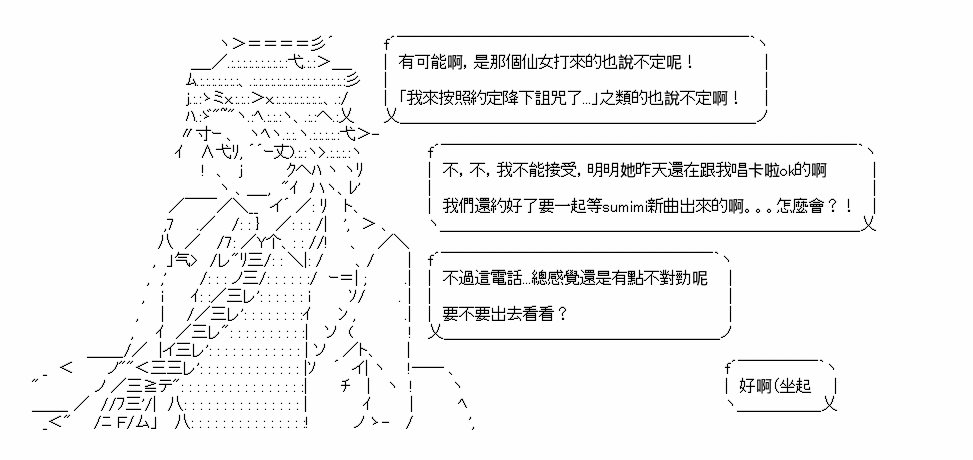 有可能啊，是那個仙女打來的也說不定呢！
「我來按照約定降下詛咒了...」之類的也說不定啊！
不，不，我不能接受，明明她昨天還在跟我唱卡啦ok的啊
我們還約好了要一起等sumimi新曲出來的啊。。。怎麼會？！
不過這電話...總感覺還是有點不對勁呢
要不要出去看看？
好啊(坐起